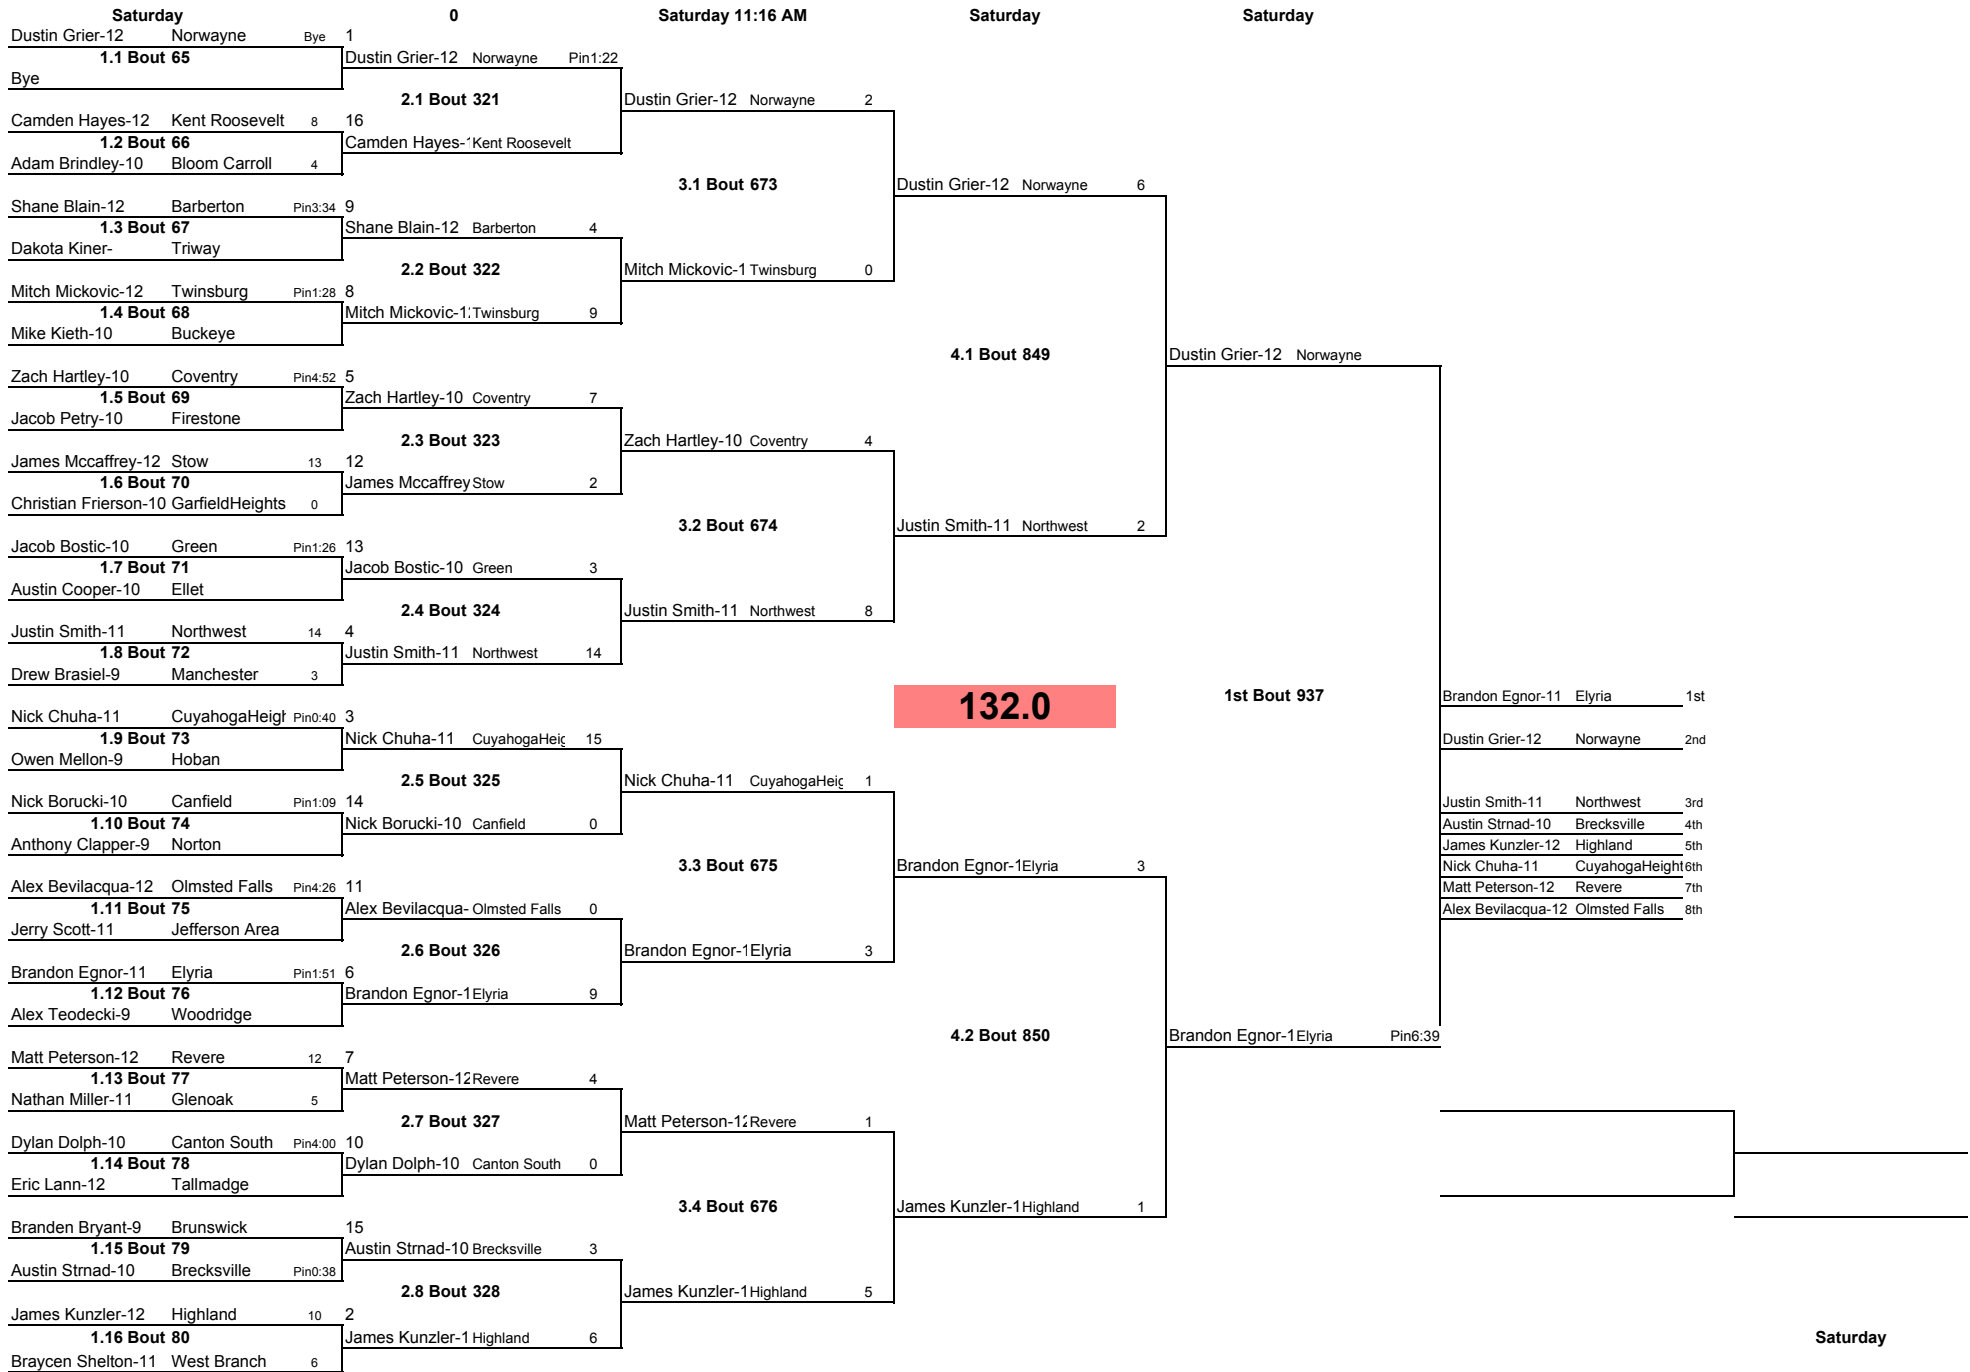 Saturday 0 Saturday 11:16 AM Saturday Saturday
Dustin Grier-12 Norwayne Bye 1
1.1 Bout 65 Dustin Grier-12 Norwayne Pin1:22
Bye
2.1 Bout 321 Dustin Grier-12 Norwayne 2
Camden Hayes-12 Kent Roosevelt 8 16
1.2 Bout 66 Camden Hayes-1 Kent Roosevelt
Adam Brindley-10 Bloom Carroll 4
3.1 Bout 673 Dustin Grier-12 Norwayne 6
Shane Blain-12 Barberton Pin3:34 9
1.3 Bout 67 Shane Blain-12 Barberton 4
Dakota Kiner- Triway
2.2 Bout 322 Mitch Mickovic-1 Twinsburg 0
Mitch Mickovic-12 Twinsburg Pin1:28 8
1.4 Bout 68 Mitch Mickovic-1 Twinsburg 9
Mike Kieth-10 Buckeye
4.1 Bout 849 Dustin Grier-12 Norwayne
Zach Hartley-10 Coventry Pin4:52 5
1.5 Bout 69 Zach Hartley-10 Coventry 7
Jacob Petry-10 Firestone
2.3 Bout 323 Zach Hartley-10 Coventry 4
James Mccaffrey-12 Stow 13 12
1.6 Bout 70 James Mccaffrey Stow 2
Christian Frierson-10 GarfieldHeights 0
3.2 Bout 674 Justin Smith-11 Northwest 2
Jacob Bostic-10 Green Pin1:26 13
1.7 Bout 71 Jacob Bostic-10 Green 3
Austin Cooper-10 Ellet
2.4 Bout 324 Justin Smith-11 Northwest 8
Justin Smith-11 Northwest 14 4
1.8 Bout 72 Justin Smith-11 Northwest 14
Drew Brasiel-9 Manchester 3
132.0 1st Bout 937 Brandon Egnor-11 Elyria 1st
Nick Chuha-11 CuyahogaHeigh Pin0:40 3
1.9 Bout 73 Nick Chuha-11 CuyahogaHeig 15 Dustin Grier-12 Norwayne 2nd
Owen Mellon-9 Hoban
2.5 Bout 325 Nick Chuha-11 CuyahogaHeig 1
Nick Borucki-10 Canfield Pin1:09 14 Justin Smith-11 Northwest 3rd
1.10 Bout 74 Nick Borucki-10 Canfield 0 Austin Strnad-10 Brecksville 4th
Anthony Clapper-9 Norton James Kunzler-12 Highland 5th
3.3 Bout 675 Brandon Egnor-1 Elyria 3 Nick Chuha-11 CuyahogaHeight 6th
Alex Bevilacqua-12 Olmsted Falls Pin4:26 11 Matt Peterson-12 Revere 7th
1.11 Bout 75 Alex Bevilacqua- Olmsted Falls 0 Alex Bevilacqua-12 Olmsted Falls 8th
Jerry Scott-11 Jefferson Area
2.6 Bout 326 Brandon Egnor-1 Elyria 3
Brandon Egnor-11 Elyria Pin1:51 6
1.12 Bout 76 Brandon Egnor-1 Elyria 9
Alex Teodecki-9 Woodridge
4.2 Bout 850 Brandon Egnor-1 Elyria Pin6:39
Matt Peterson-12 Revere 12 7
1.13 Bout 77 Matt Peterson-12 Revere 4
Nathan Miller-11 Glenoak 5
2.7 Bout 327 Matt Peterson-12 Revere 1
Dylan Dolph-10 Canton South Pin4:00 10
1.14 Bout 78 Dylan Dolph-10 Canton South 0
Eric Lann-12 Tallmadge
3.4 Bout 676 James Kunzler-1 Highland 1
Branden Bryant-9 Brunswick 15
1.15 Bout 79 Austin Strnad-10 Brecksville 3
Austin Strnad-10 Brecksville Pin0:38
2.8 Bout 328 James Kunzler-1 Highland 5
James Kunzler-12 Highland 10 2
1.16 Bout 80 James Kunzler-1 Highland 6 Saturday
Braycen Shelton-11 West Branch 6